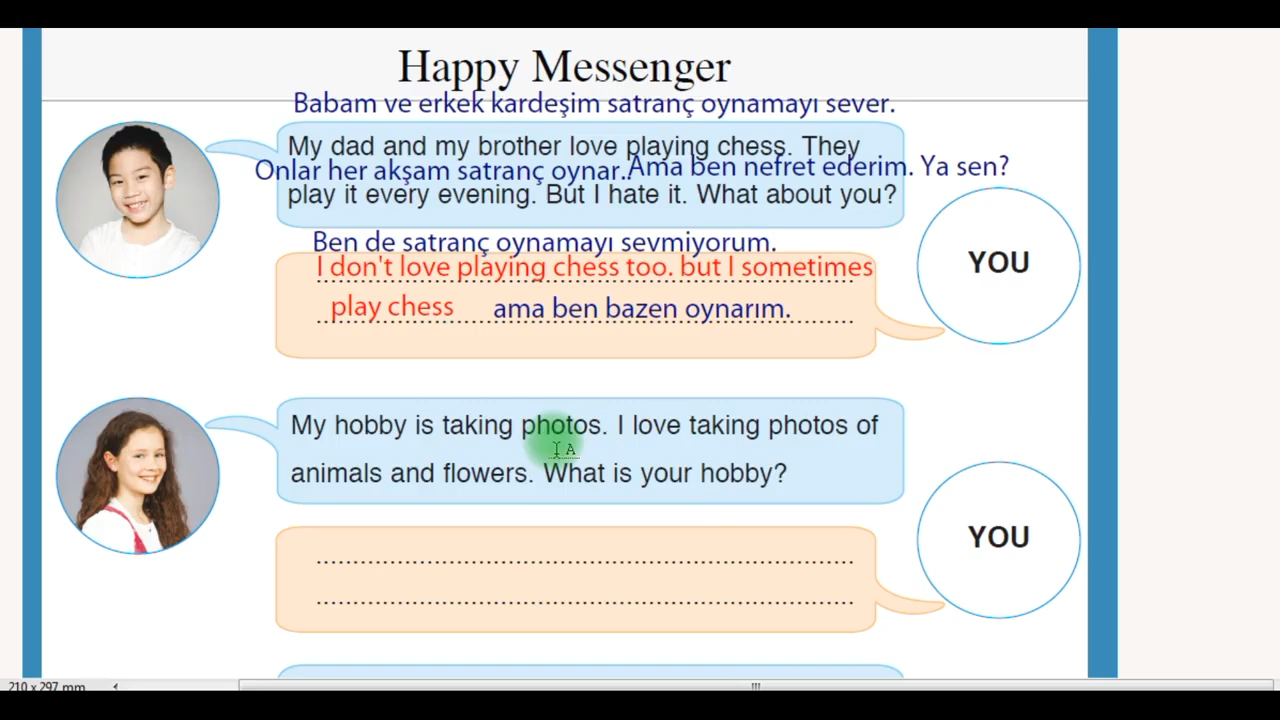 Happy Messenger
Babam ve erkek kardeşim satranç oynamayı sever.
My dad and my brother love playing chess. They
Onlar her akşam satranç oynar. Ama ben nefret ederim. Ya sen?
play it every evening. But I hate it. What about you?
YOU
Ben de satranç oynamayı sevmiyorum.
I don't love playing chess too. but I sometimes
play chess ama ben bazen oynarım.
My hobby is taking photos. I love taking photos of
A
animals and flowers. What is your hobby?
YOU
210 x 297 mm